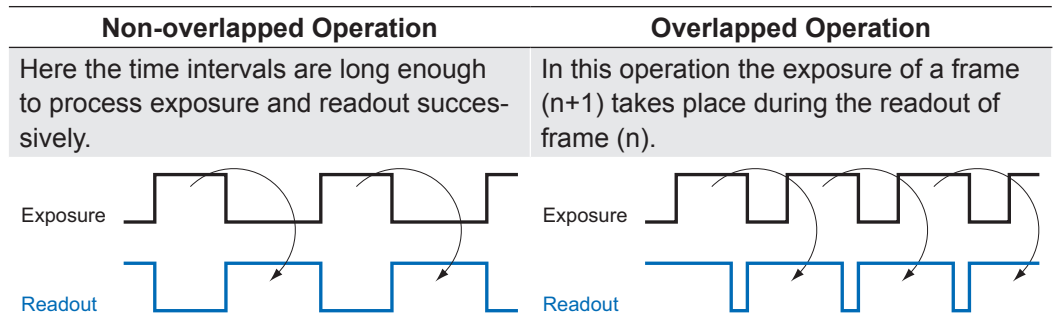 Non-overlapped Operation
Overlapped Operation
Here the time intervals are long enough
to process exposure and readout succes-
sively.
In this operation the exposure of a frame
(n+1) takes place during the readout of
frame (n).
Exposure
Readout
Exposure
Readout